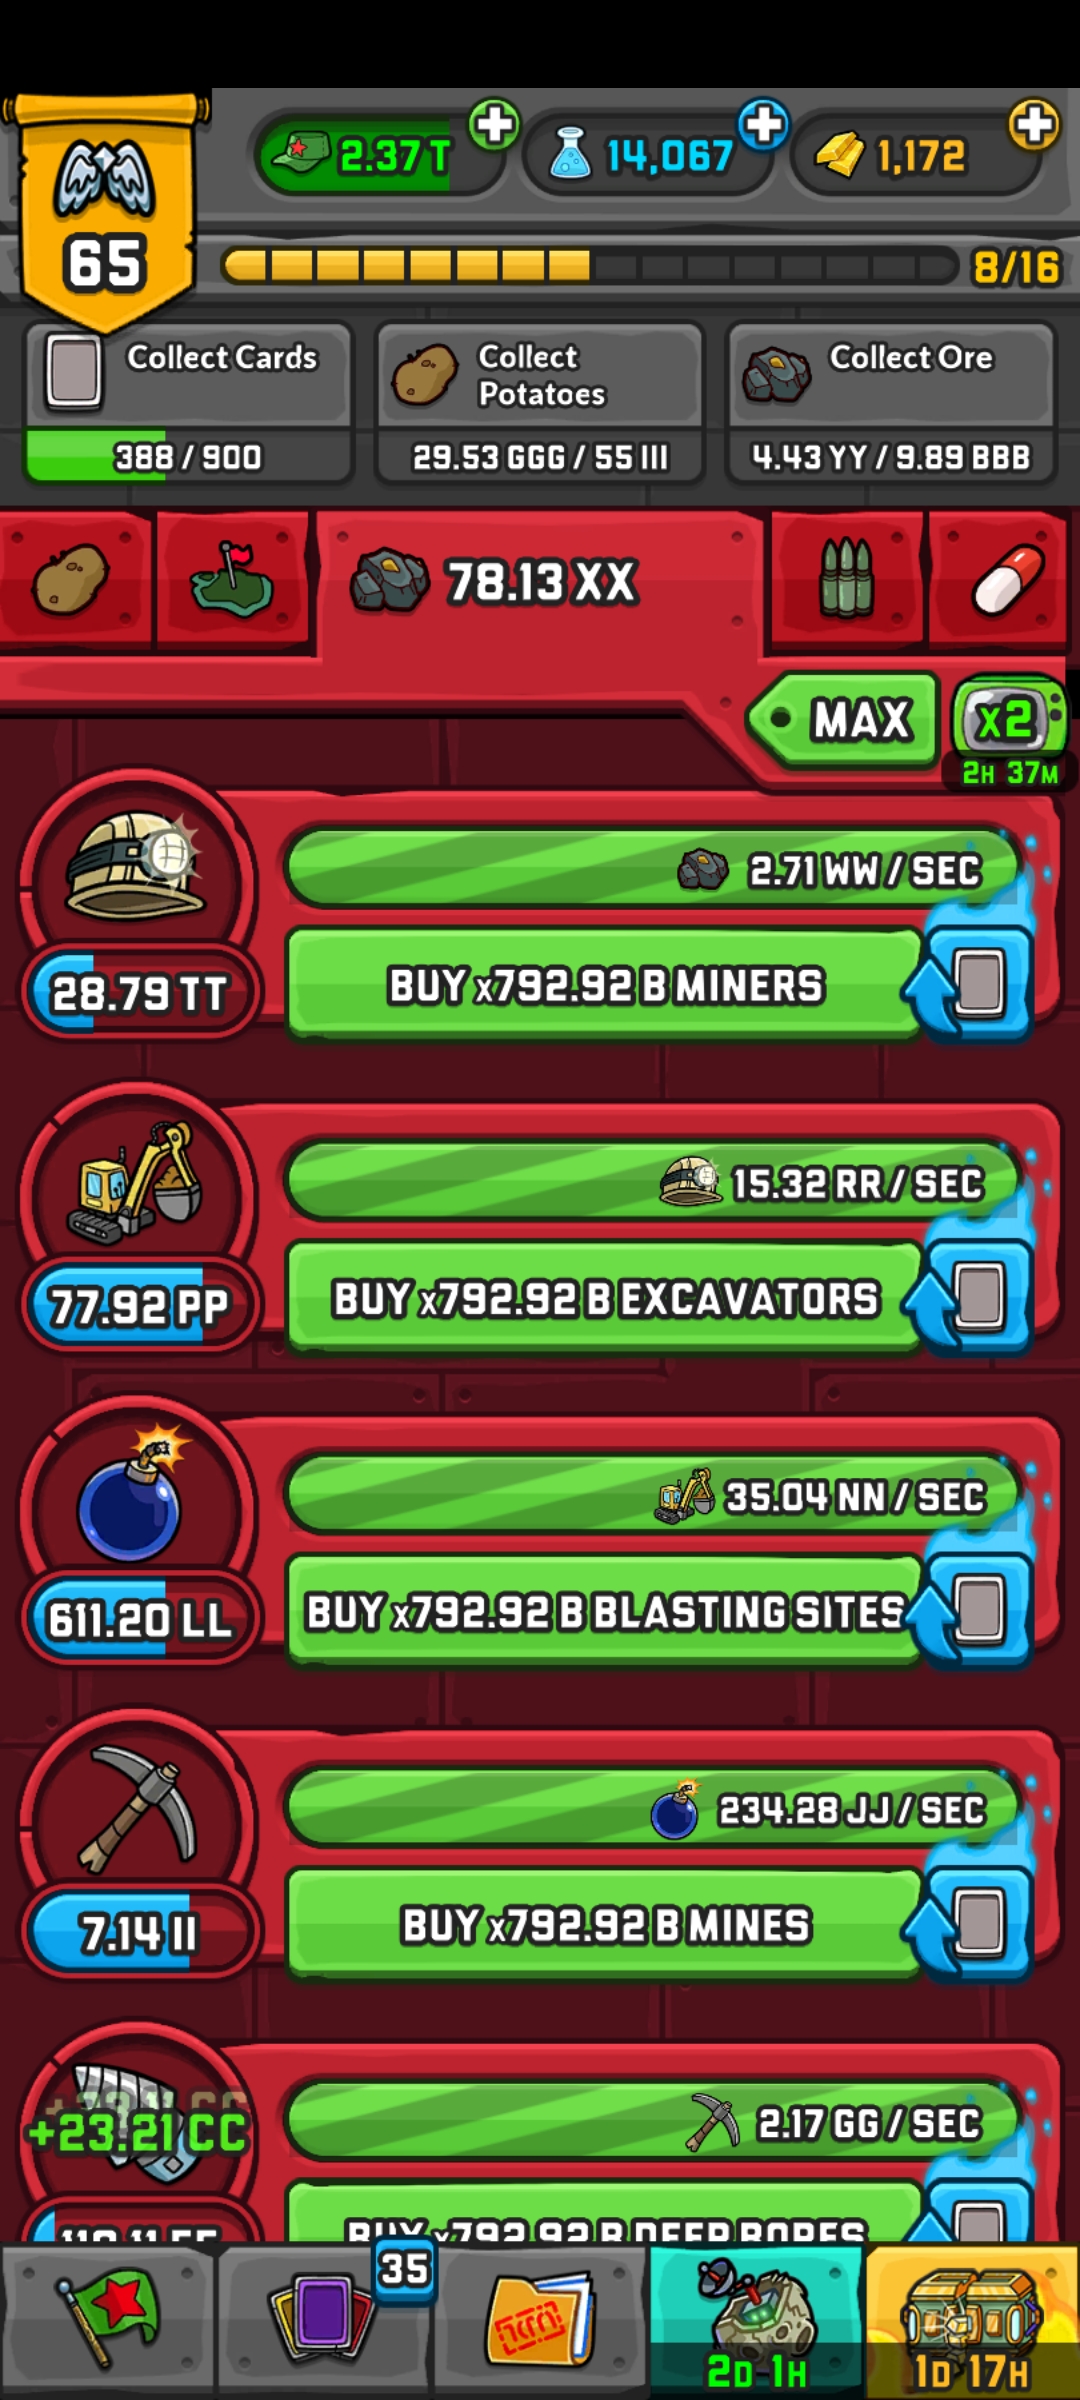 2.37 T
14,067
1,172
65
8/16
Collect Cards
388 / 900
Collect
Potatoes
29.53 GGG / 55 III
Collect Ore
4.43 YY / 9.89 BBB
78.13 XX
MAX
x2
2H 37M
2.71 WW / SEC
28.79 TT
BUY x792.92 B MINERS
15.32 RR / SEC
77.92 PP
BUY x792.92 B EXCAVATORS
35.04 NN / SEC
611.20 LL
BUY x792.92 B BLASTING SITES
234.28 JJ / SEC
7.14 II
BUY x792.92 B MINES
+23.21 CC
2.17 GG / SEC
BUY x792.92 B DEEP BORES
35
2D 1H
1D 17H